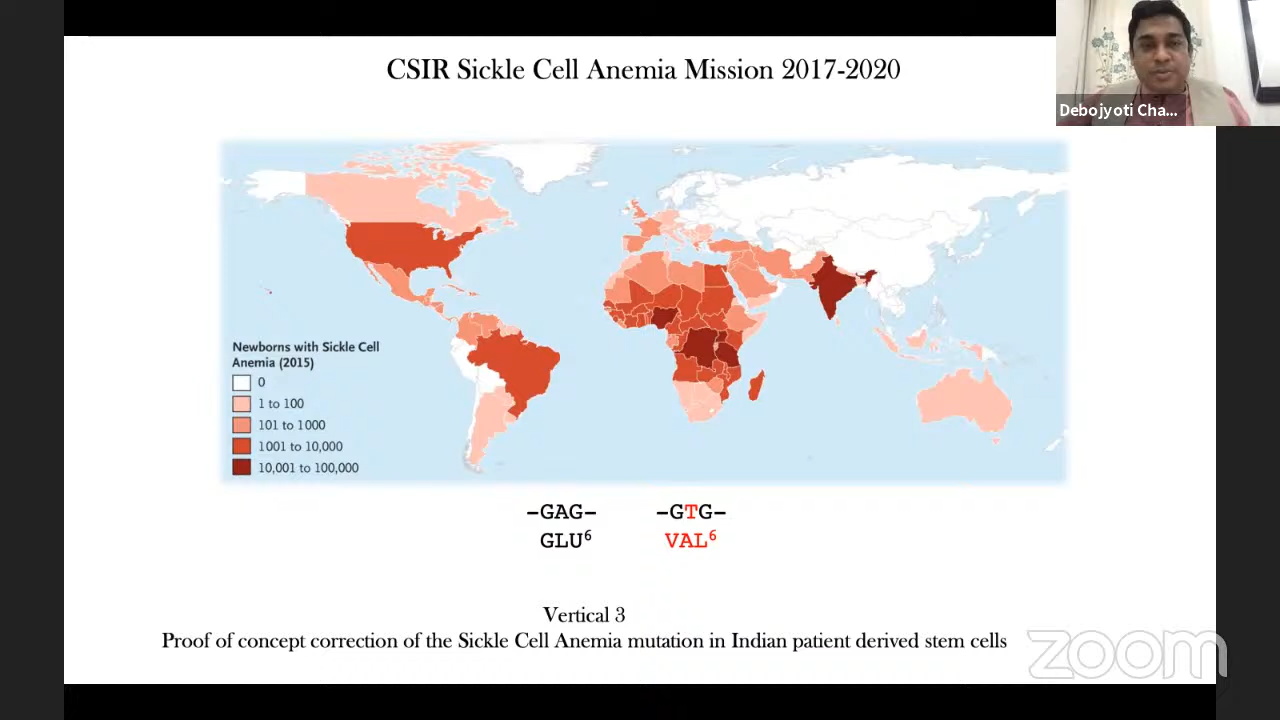 CSIR Sickle Cell Anemia Mission 2017-2020
Debojyoti Cha...
Newborns with Sickle Cell
Anemia (2015)
0
1 to 100
101 to 1000
1001 to 10,000
10,001 to 100,000
–GAG– –GTG–
GLU⁶ VAL⁶
Vertical 3
Proof of concept correction of the Sickle Cell Anemia mutation in Indian patient derived stem cells
zoom